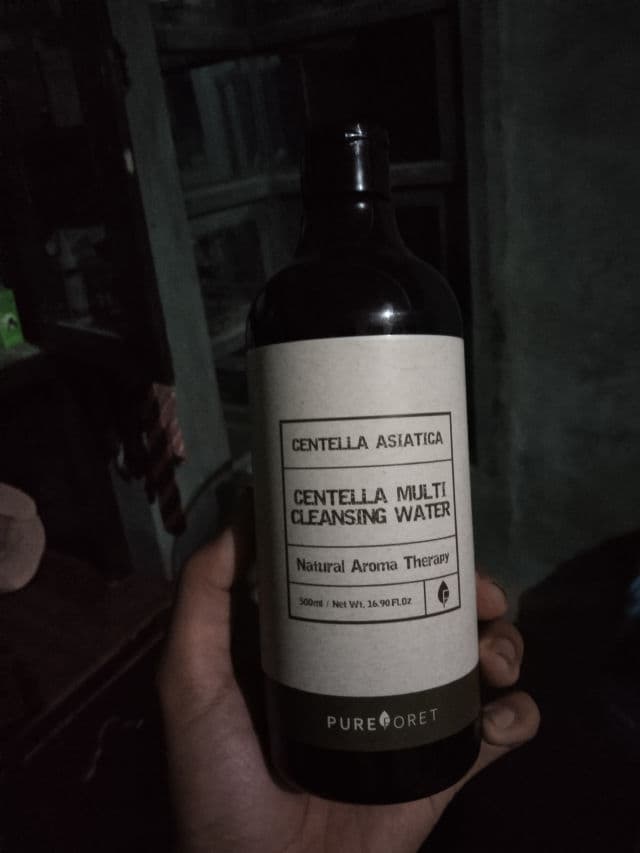 CENTELLA ASIATICA
CENTELLA MULTI
CLEANSING WATER
Natural Aroma Therapy
500ml / Net Wt. 16.90 FL.Oz
PUREFORET